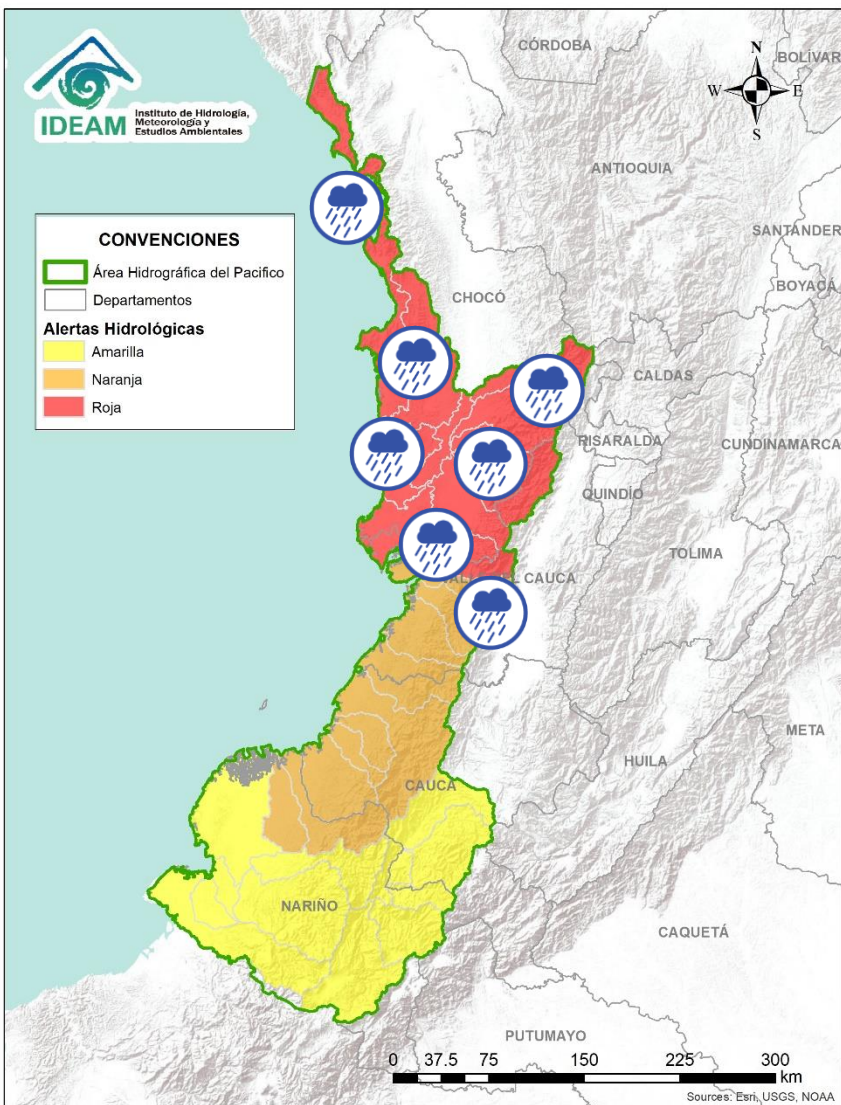 IDEAM
Instituto de Hidrología,
Meteorología y
Estudios Ambientales
CÓRDOBA
BOLÍVAR
N
W
E
S
ANTIOQUIA
SANTANDER
CONVENCIONES
Área Hidrográfica del Pacifico
Departamentos
Alertas Hidrológicas
Amarilla
Naranja
Roja
BOYACÁ
CHOCÓ
CALDAS
RISARALDA
CUNDINAMARCA
QUINDÍO
TOLIMA
CAUCA
META
HUILA
CAUCA
NARIÑO
CAQUETÁ
PUTUMAYO
0 37.5 75 150 225 300
km
Sources: Esri, USGS, NOAA